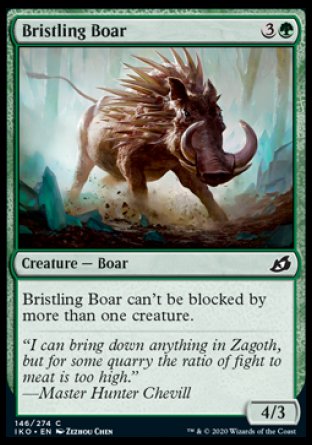 Bristling Boar 3
Creature — Boar
Bristling Boar can't be blocked by
more than one creature.
"I can bring down anything in Zagoth,
but for some quarry the ratio of fight to
meat is too high."
—Master Hunter Chevill
4/3
146/274 C
IKO • EN Zezhou Chen
™ & © 2020 Wizards of the Coast